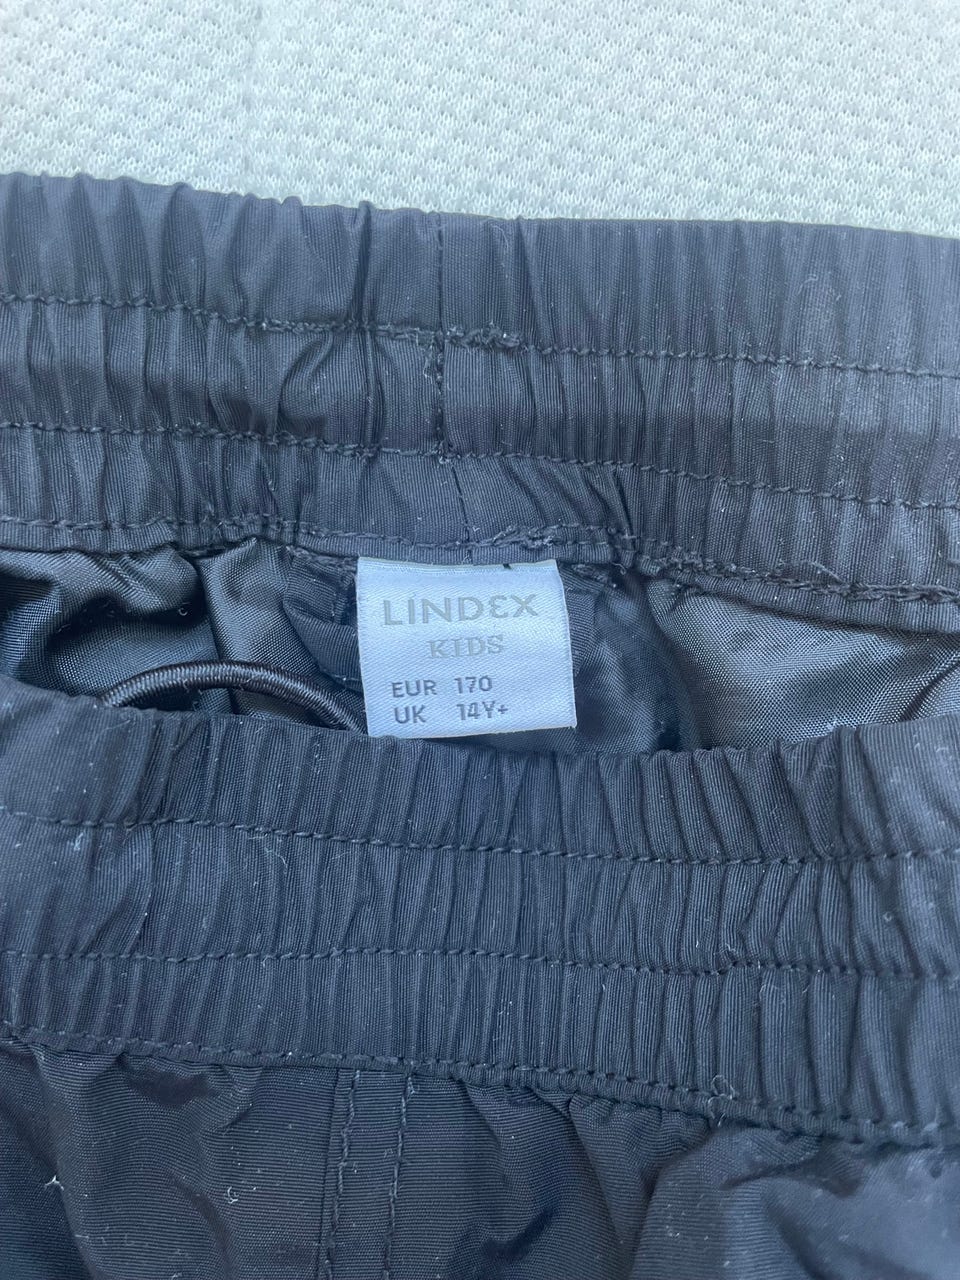 LINDEX
KIDS
EUR 170
UK 14Y+